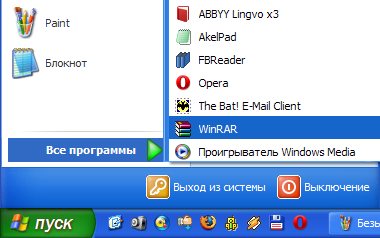 Paint
Блокнот
Все программы
ABBYY Lingvo x3
AkelPad
FBReader
Opera
The Bat! E-Mail Client
WinRAR
Проигрыватель Windows Media
Выход из системы
Выключение
пуск
Безы